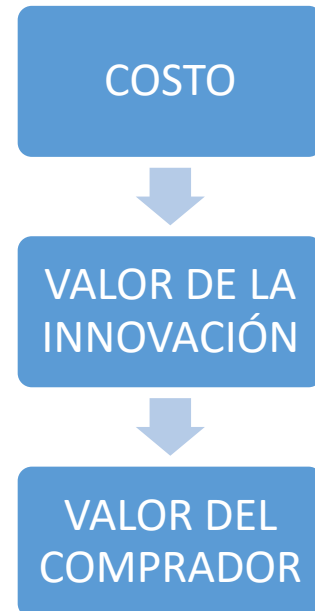 COSTO
VALOR DE LA
INNOVACIÓN
VALOR DEL
COMPRADOR